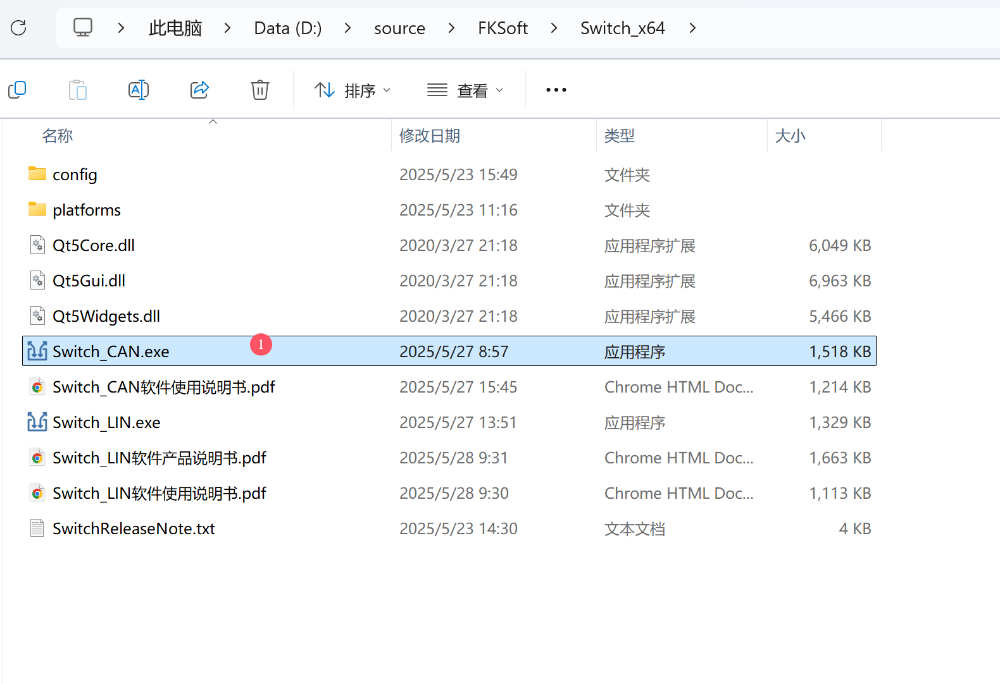 此电脑 Data (D:) source FKSoft Switch_x64
排序 查看
名称 修改日期 类型 大小
config 2025/5/23 15:49 文件夹
platforms 2025/5/23 11:16 文件夹
Qt5Core.dll 2020/3/27 21:18 应用程序扩展 6,049 KB
Qt5Gui.dll 2020/3/27 21:18 应用程序扩展 6,963 KB
Qt5Widgets.dll 2020/3/27 21:18 应用程序扩展 5,466 KB
Switch_CAN.exe 1 2025/5/27 8:57 应用程序 1,518 KB
Switch_CAN软件使用说明书.pdf 2025/5/27 15:45 Chrome HTML Doc... 1,214 KB
Switch_LIN.exe 2025/5/27 13:51 应用程序 1,329 KB
Switch_LIN软件产品说明书.pdf 2025/5/28 9:31 Chrome HTML Doc... 1,663 KB
Switch_LIN软件使用说明书.pdf 2025/5/28 9:30 Chrome HTML Doc... 1,113 KB
SwitchReleaseNote.txt 2025/5/23 14:30 文本文档 4 KB